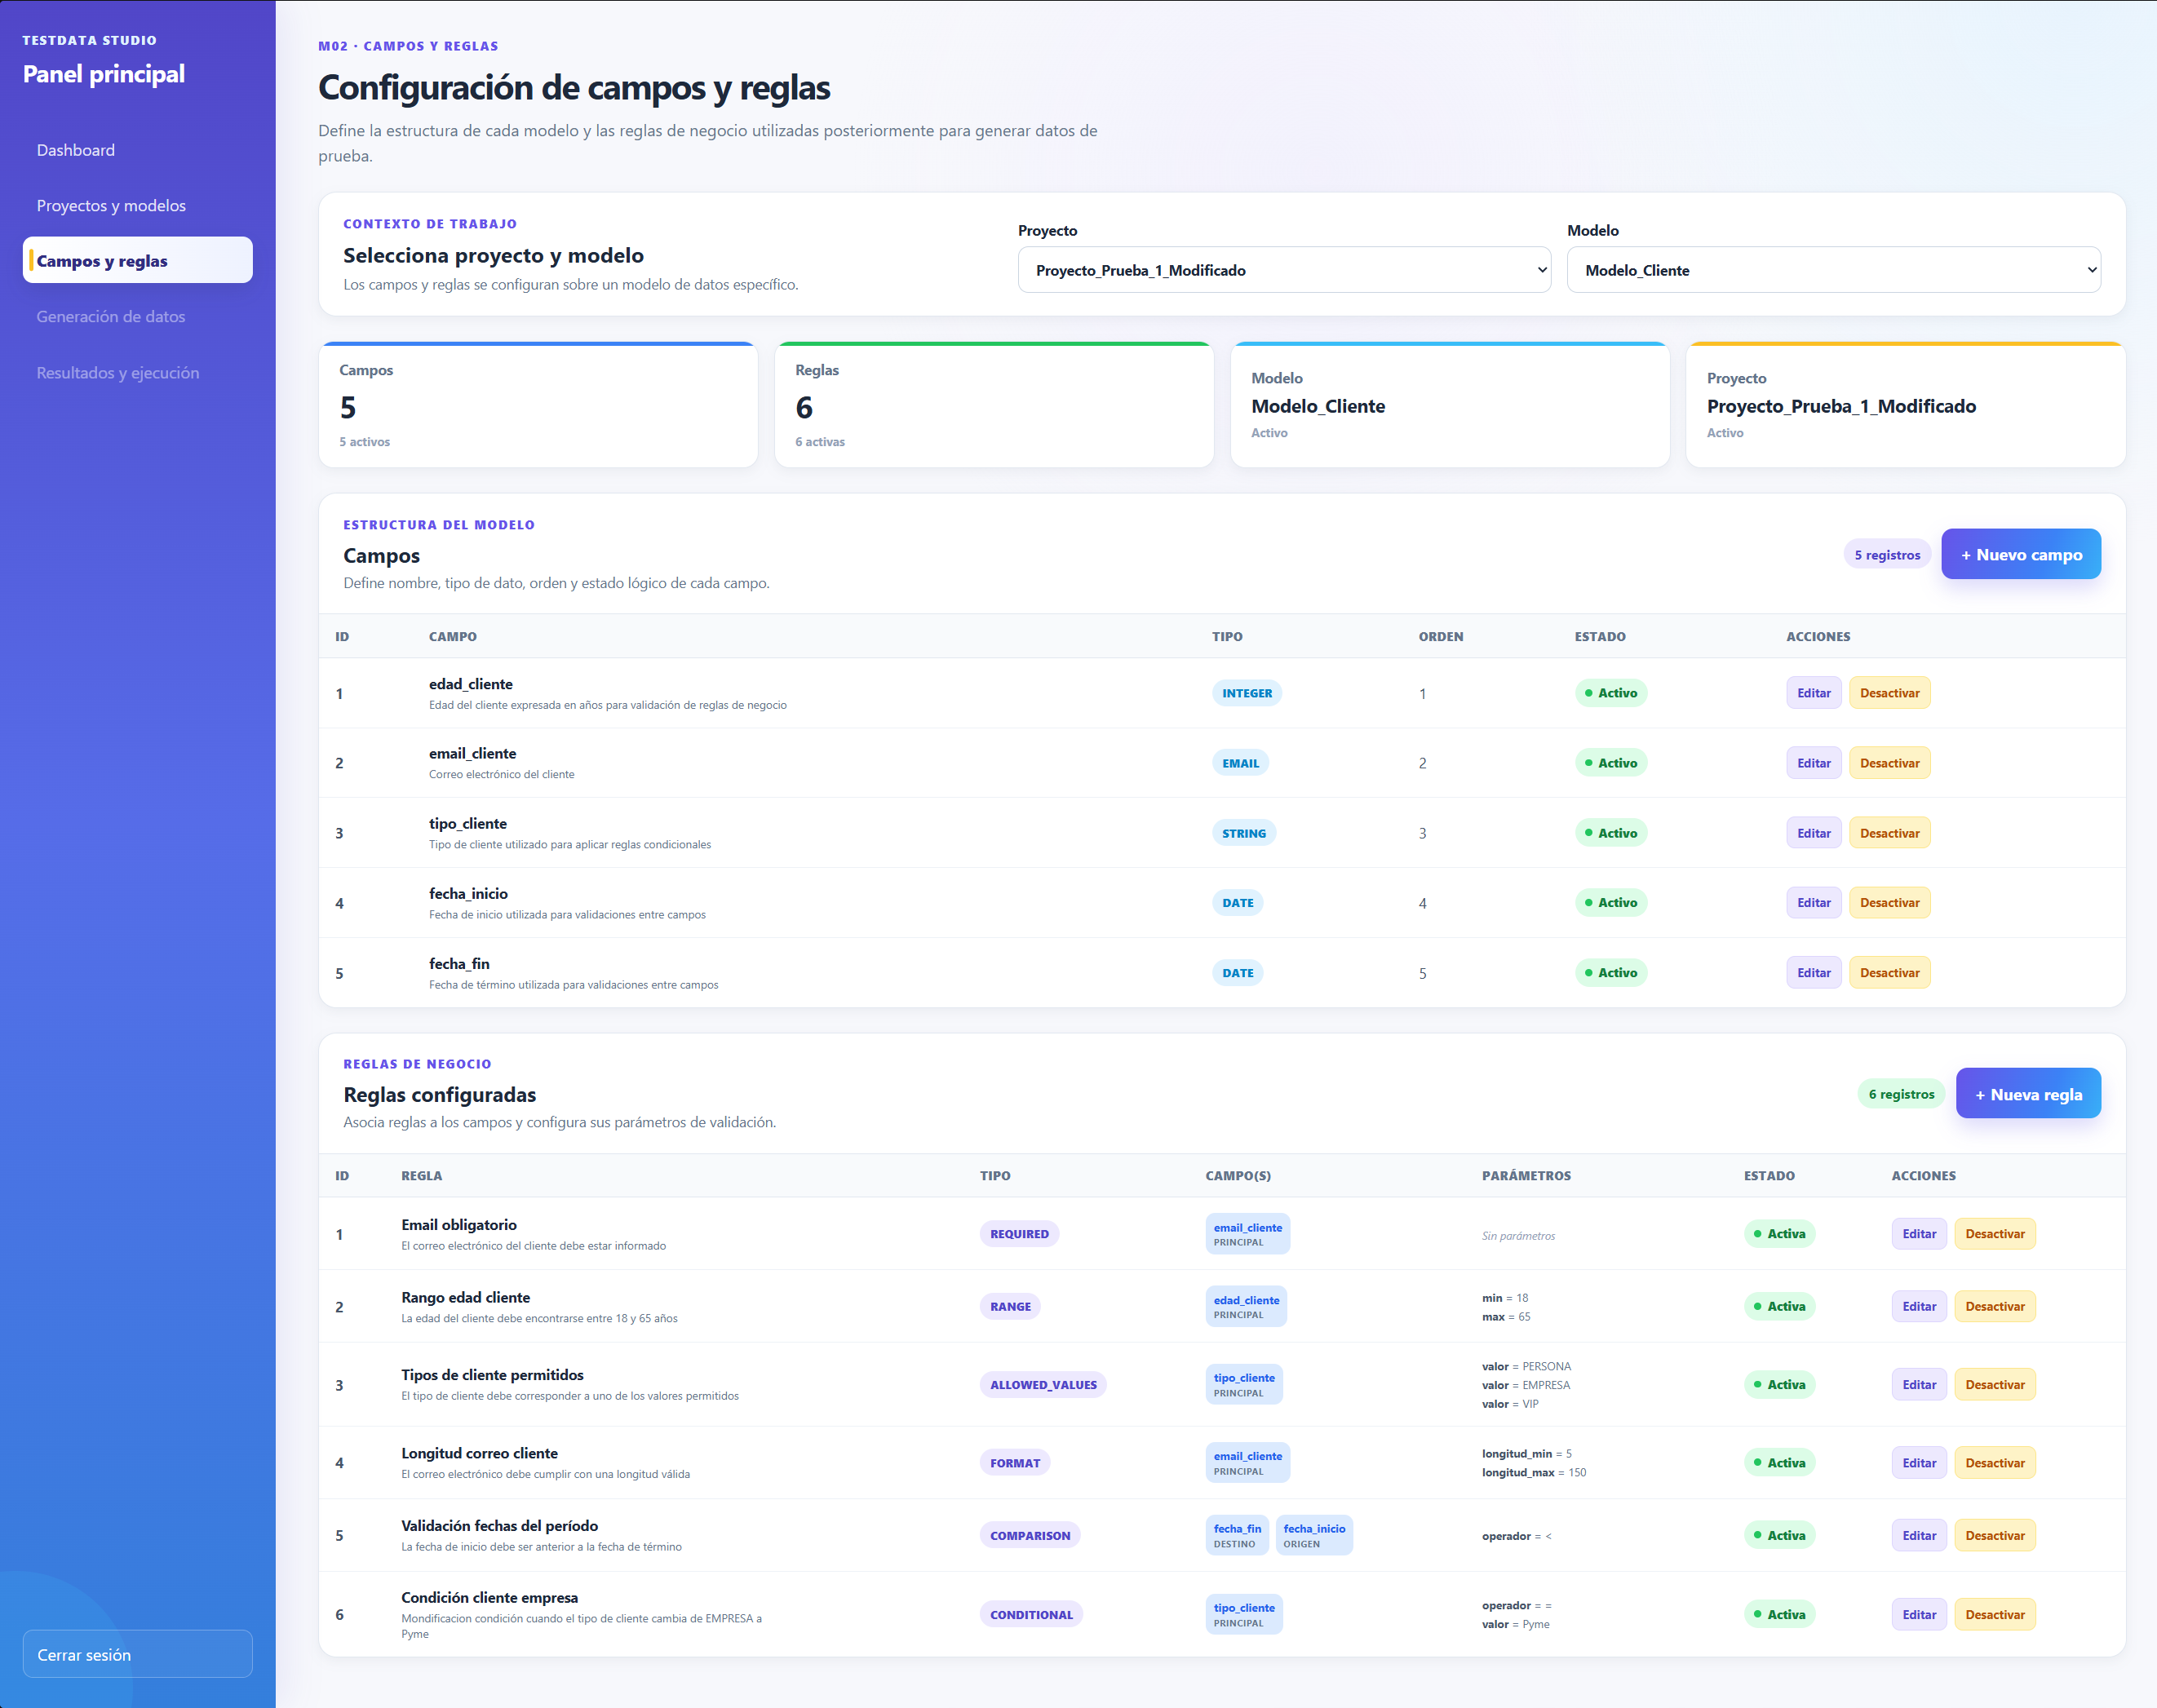 TESTDATA STUDIO
Panel principal
Dashboard
Proyectos y modelos
Campos y reglas
Generación de datos
Resultados y ejecución
Cerrar sesión
M02 · CAMPOS Y REGLAS
Configuración de campos y reglas
Define la estructura de cada modelo y las reglas de negocio utilizadas posteriormente para generar datos de
prueba.
CONTEXTO DE TRABAJO
Selecciona proyecto y modelo
Los campos y reglas se configuran sobre un modelo de datos específico.
Proyecto
Proyecto_Prueba_1_Modificado
Modelo
Modelo_Cliente
Campos
5
5 activos
Reglas
6
6 activas
Modelo
Modelo_Cliente
Activo
Proyecto
Proyecto_Prueba_1_Modificado
Activo
ESTRUCTURA DEL MODELO
Campos
Define nombre, tipo de dato, orden y estado lógico de cada campo.
5 registros
+ Nuevo campo
ID CAMPO TIPO ORDEN ESTADO ACCIONES
1 edad_cliente INTEGER 1 Activo Editar Desactivar
Edad del cliente expresada en años para validación de reglas de negocio
2 email_cliente EMAIL 2 Activo Editar Desactivar
Correo electrónico del cliente
3 tipo_cliente STRING 3 Activo Editar Desactivar
Tipo de cliente utilizado para aplicar reglas condicionales
4 fecha_inicio DATE 4 Activo Editar Desactivar
Fecha de inicio utilizada para validaciones entre campos
5 fecha_fin DATE 5 Activo Editar Desactivar
Fecha de término utilizada para validaciones entre campos
REGLAS DE NEGOCIO
Reglas configuradas
Asocia reglas a los campos y configura sus parámetros de validación.
6 registros
+ Nueva regla
ID REGLA TIPO CAMPO(S) PARÁMETROS ESTADO ACCIONES
1 Email obligatorio REQUIRED email_cliente Sin parámetros Activa Editar Desactivar
El correo electrónico del cliente debe estar informado PRINCIPAL
2 Rango edad cliente RANGE edad_cliente min = 18 Activa Editar Desactivar
La edad del cliente debe encontrarse entre 18 y 65 años PRINCIPAL max = 65
3 Tipos de cliente permitidos ALLOWED_VALUES tipo_cliente valor = PERSONA Activa Editar Desactivar
El tipo de cliente debe corresponder a uno de los valores permitidos PRINCIPAL valor = EMPRESA
valor = VIP
4 Longitud correo cliente FORMAT email_cliente longitud_min = 5 Activa Editar Desactivar
El correo electrónico debe cumplir con una longitud válida PRINCIPAL longitud_max = 150
5 Validación fechas del período COMPARISON fecha_fin fecha_inicio operador = < Activa Editar Desactivar
La fecha de inicio debe ser anterior a la fecha de término DESTINO ORIGEN
6 Condición cliente empresa CONDITIONAL tipo_cliente operador = = Activa Editar Desactivar
Mondificacion condición cuando el tipo de cliente cambia de EMPRESA a PRINCIPAL valor = Pyme
Pyme